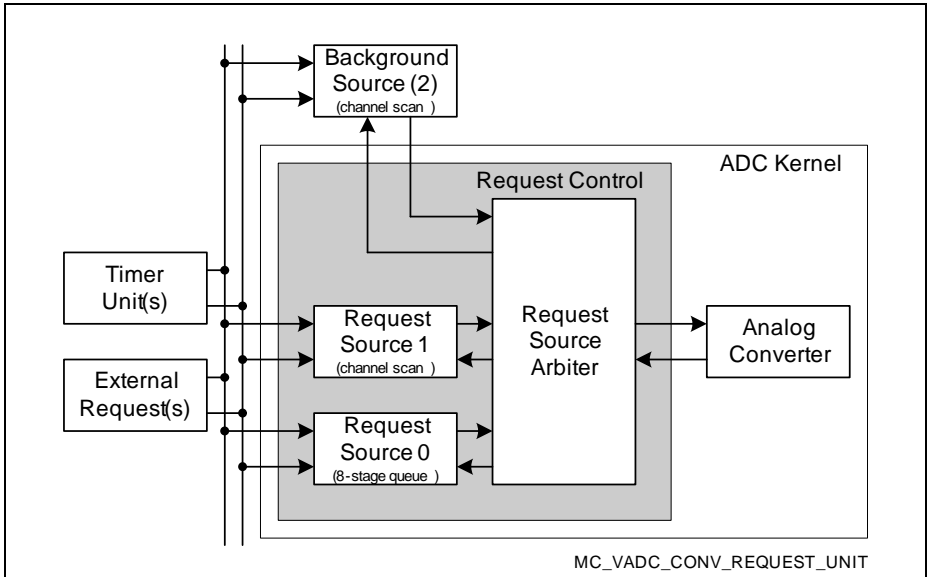 Background
Source (2)
(channel scan )
ADC Kernel
Request Control
Timer
Unit(s)
External
Request(s)
Request
Source 1
(channel scan )
Request
Source 0
(8-stage queue )
Request
Source
Arbiter
Analog
Converter
MC_VADC_CONV_REQUEST_UNIT